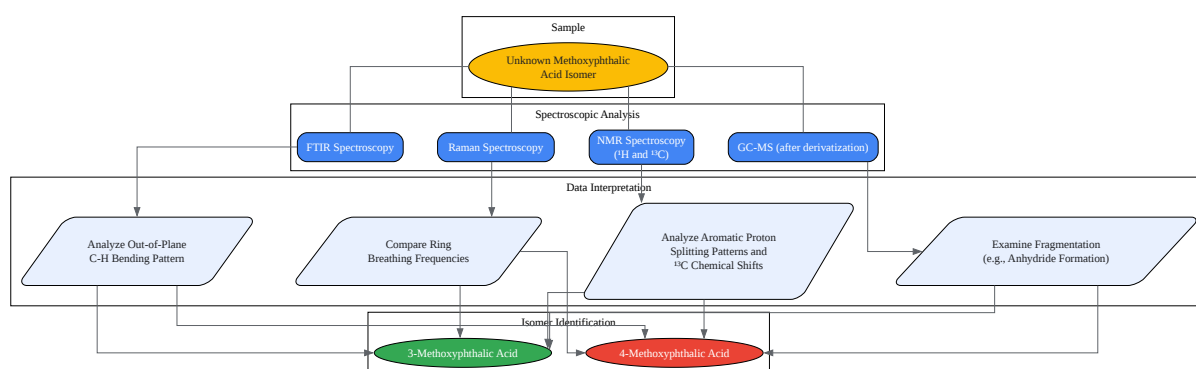 Sample
Unknown Methoxyphthalic
Acid Isomer
Spectroscopic Analysis
FTIR Spectroscopy
Raman Spectroscopy
NMR Spectroscopy
(¹H and ¹³C)
GC-MS (after derivatization)
Data Interpretation
Analyze Out-of-Plane
C-H Bending Pattern
Compare Ring
Breathing Frequencies
Analyze Aromatic Proton
Splitting Patterns and
¹³C Chemical Shifts
Examine Fragmentation
(e.g., Anhydride Formation)
Isomer Identification
3-Methoxyphthalic Acid
4-Methoxyphthalic Acid